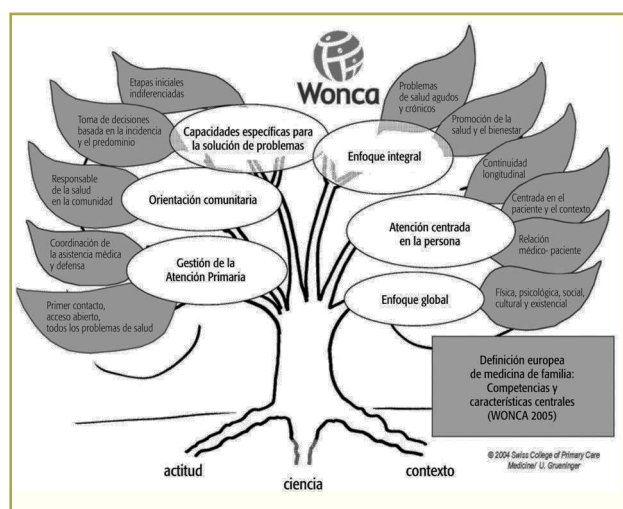 Wonca
Etapas iniciales
indiferenciadas
Toma de decisiones
basada en la incidencia
y el predominio
Responsable
de la salud
en la comunidad
Coordinación de
la asistencia médica
y defensa
Primer contacto,
acceso abierto,
todos los problemas de salud
Capacidades específicas para
la solución de problemas
Orientación comunitaria
Gestión de la
Atención Primaria
Enfoque integral
Atención centrada
en la persona
Enfoque global
Problemas
de salud agudos
y crónicos
Promoción de la
salud y el bienestar
Continuidad
longitudinal
Centrada en el
paciente y el contexto
Relación
médico- paciente
Física, psicológica, social,
cultural y existencial
Definición europea
de medicina de familia:
Competencias y
características centrales
(WONCA 2005)
© 2004 Swiss College of Primary Care
Medicine/ U. Grueninger
actitud
ciencia
contexto